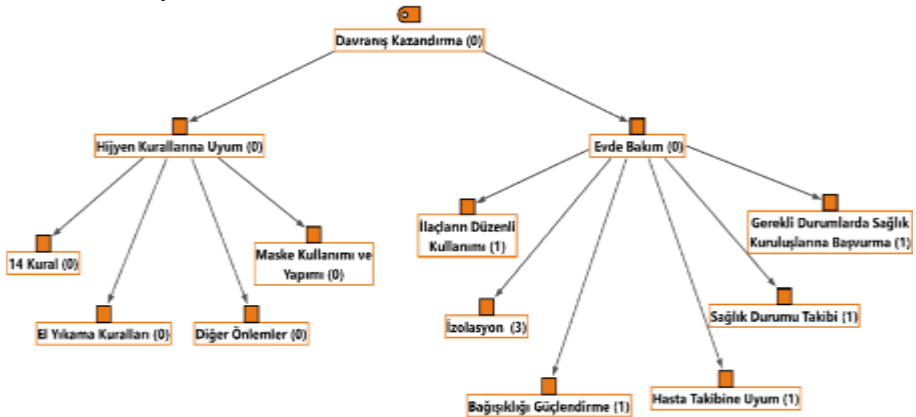 Davranış Kazandırma (0)
Hijyen Kurallarına Uyum (0)
Evde Bakım (0)
14 Kural (0)
El Yıkama Kuralları (0)
Diğer Önlemler (0)
Maske Kullanımı ve
Yapımı (0)
İlaçların Düzenli
Kullanımı (1)
İzolasyon (3)
Bağışıklığı Güçlendirme (1)
Hasta Takibine Uyum (1)
Sağlık Durumu Takibi (1)
Gerekli Durumlarda Sağlık
Kuruluşlarına Başvurma (1)